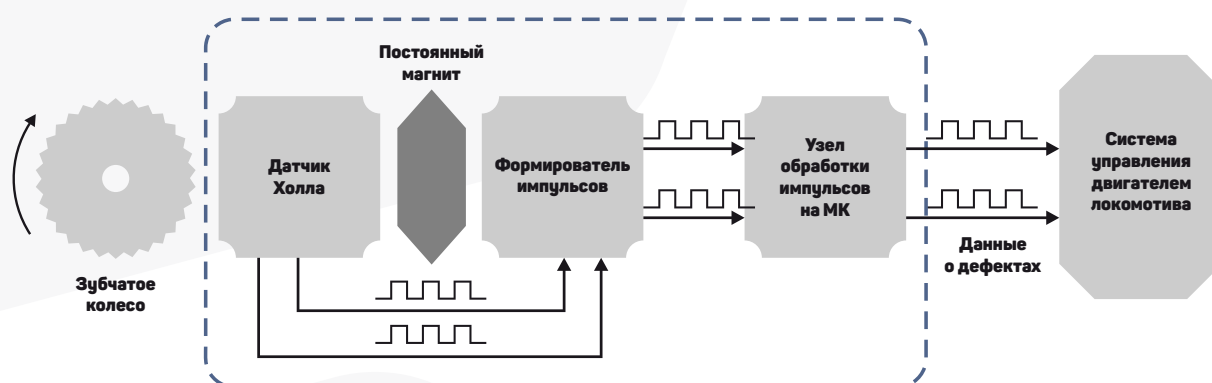 Постоянный
магнит
Датчик
Холла
Формирователь
импульсов
Узел
обработки
импульсов
на МК
Система
управления
двигателем
локомотива
Данные
о дефектах
Зубчатое
колесо